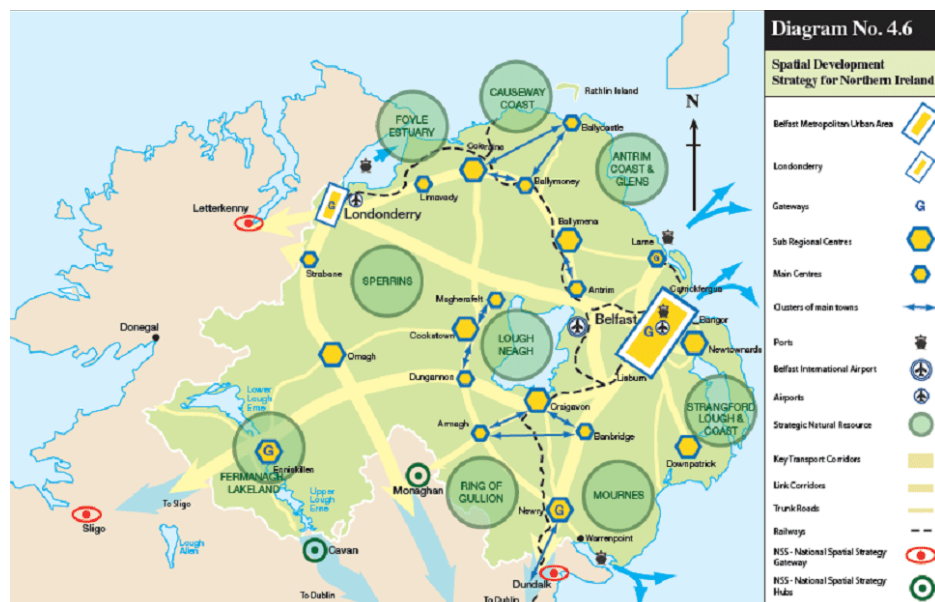 Diagram No. 4.6
Spatial Development
Strategy for Northern Ireland
Belfast Metropolitan Urban Area
Londonderry
Gateways
G
Sub Regional Centres
Main Centres
Clusters of main towns
Ports
Belfast International Airport
Airports
Strategic Natural Resource
Key Transport Corridors
Link Corridors
Trunk Roads
Railways
NSS - National Spatial Strategy
Gateway
NSS - National Spatial Strategy
Hubs
N
Rathlin Island
CAUSEWAY
COAST
FOYLE
ESTUARY
Ballycastle
Coleraine
ANTRIM
COAST &
GLENS
Limavady
Ballymoney
Letterkenny
G
Londonderry
Ballymena
Larne
Strabane
SPERRINS
Antrim
Carrickfergus
Magherafelt
Belfast
G
Bangor
Donegal
Cookstown
LOUGH
NEAGH
Newtownards
Omagh
Dungannon
Lisburn
Lower
Lough
Erne
Craigavon
STRANGFORD
LOUGH &
COAST
Armagh
Banbridge
G
Enniskillen
Downpatrick
FERMANAGH
LAKELAND
Monaghan
RING OF
GULLION
MOURNES
Upper
Lough
Erne
To Sligo
Newry
G
Sligo
Warrenpoint
Lough
Allen
Cavan
Dundalk
To Dublin
To Dublin